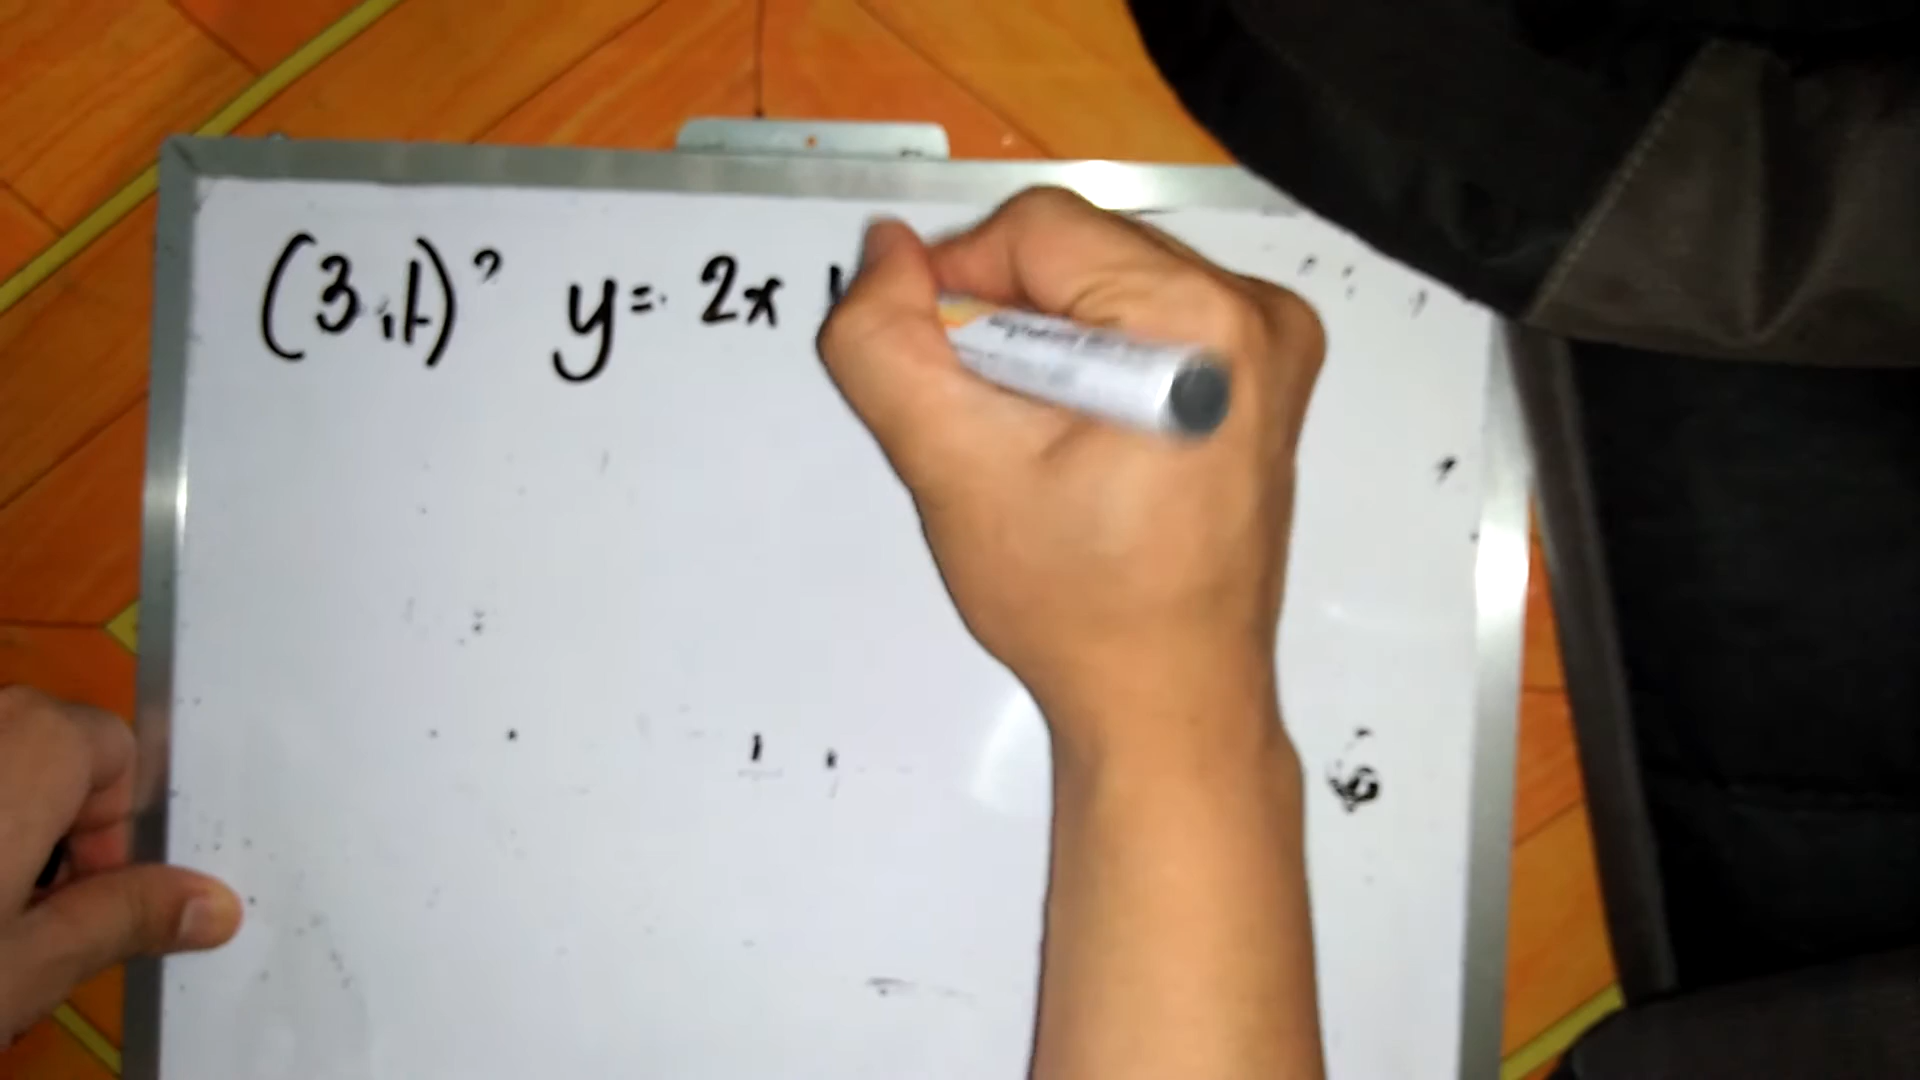 (3,1)? y= 2x